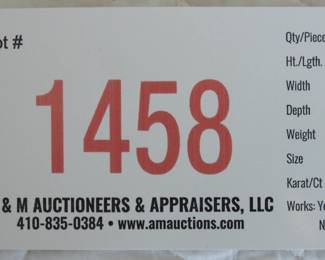 ot #
1458
& M AUCTIONEERS & APPRAISERS, LLC
410-835-0384 • www.amauctions.com
Qty/Piece
Ht./Lgth.
Width
Depth
Weight
Size
Karat/Ct
Works: Ye
N